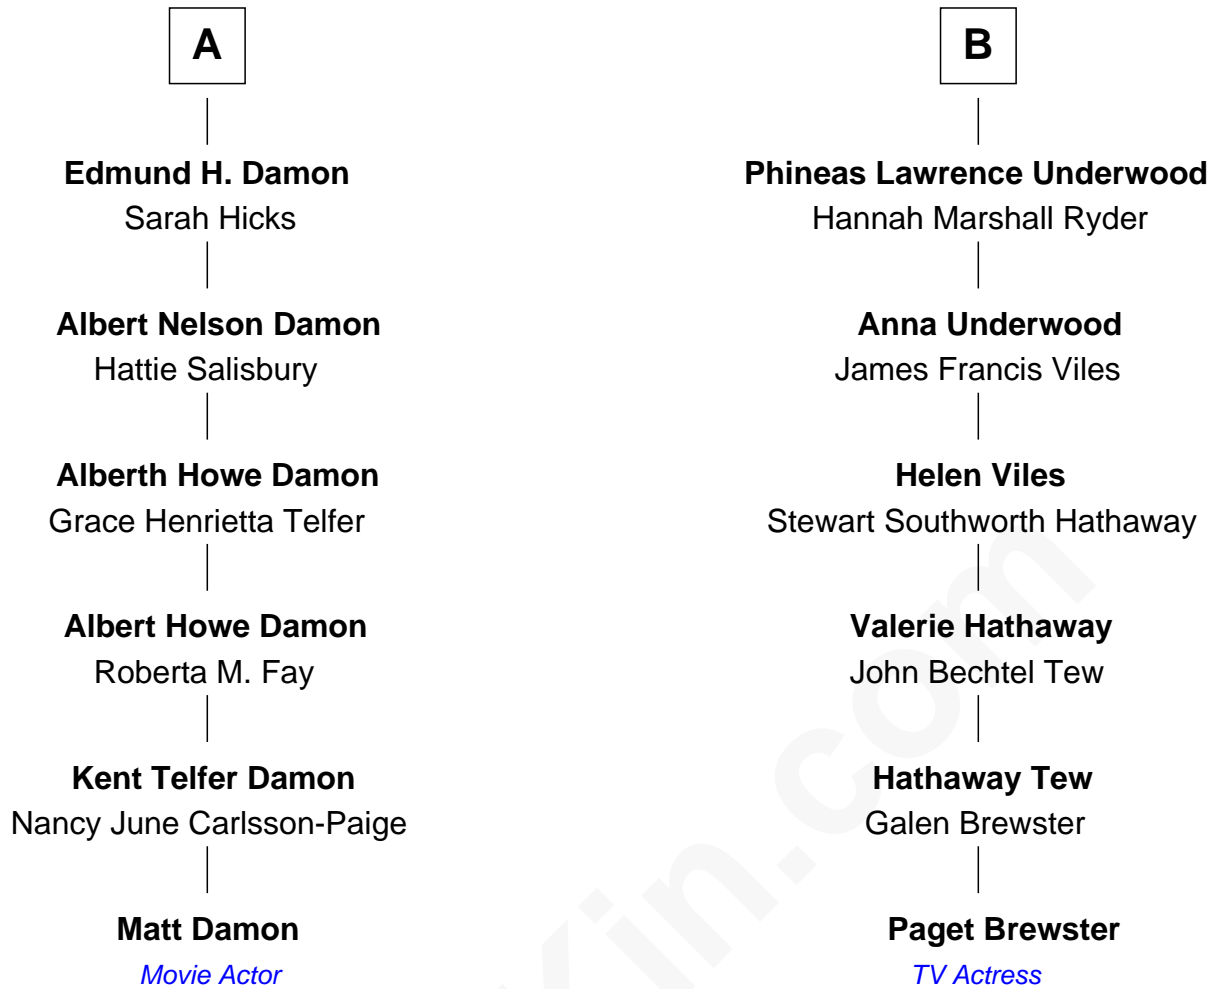 A
Edmund H. Damon
Sarah Hicks
Albert Nelson Damon
Hattie Salisbury
Alberth Howe Damon
Grace Henrietta Telfer
Albert Howe Damon
Roberta M. Fay
Kent Telfer Damon
Nancy June Carlsson-Paige
Matt Damon
Movie Actor
B
Phineas Lawrence Underwood
Hannah Marshall Ryder
Anna Underwood
James Francis Viles
Helen Viles
Stewart Southworth Hathaway
Valerie Hathaway
John Bechtel Tew
Hathaway Tew
Galen Brewster
Paget Brewster
TV Actress
Kin.com